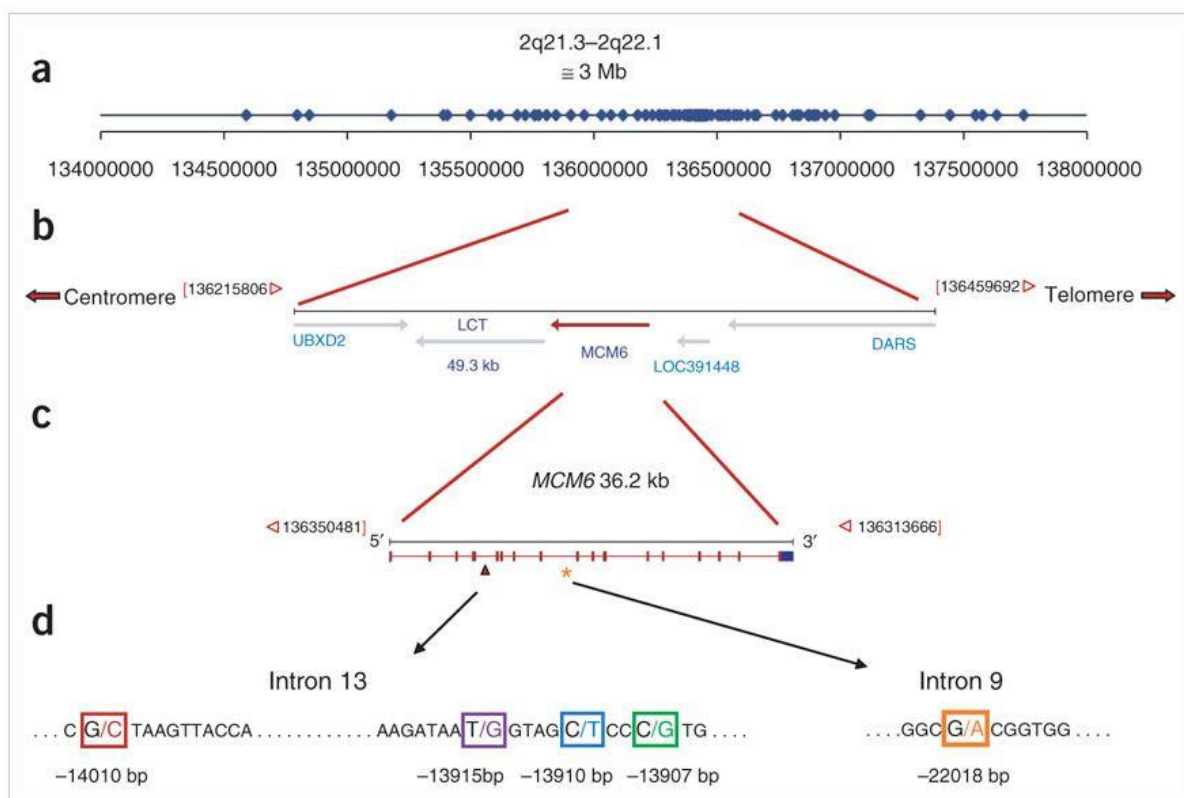 a
2q21.3–2q22.1
≅ 3 Mb
134000000 134500000 135000000 135500000 136000000 136500000 137000000 137500000 138000000
b
Centromere [136215806 [136459692 Telomere
UBXD2 LCT MCM6 LOC391448 DARS
49.3 kb
c
MCM6 36.2 kb
136350481] 136313666]
5′ 3′
*
d
Intron 13 Intron 9
... C G/C TAAGTTACCA ............ AAGATAA T/G GTAG C/T CC C/G TG .... ....GGC G/A CGGTGG ....
–14010 bp –13915bp –13910 bp –13907 bp –22018 bp